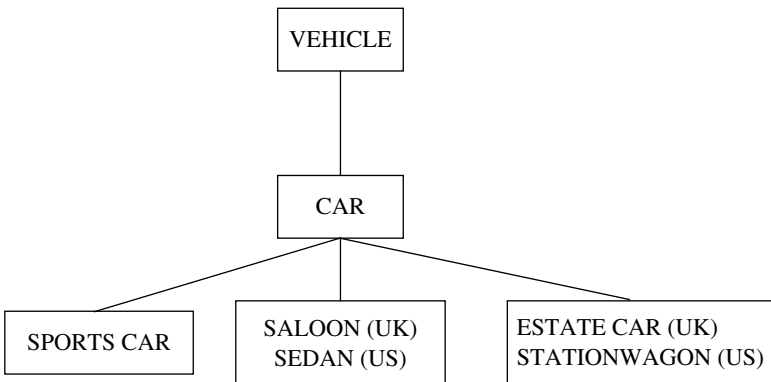 VEHICLE
CAR
SPORTS CAR
SALOON (UK)
SEDAN (US)
ESTATE CAR (UK)
STATIONWAGON (US)